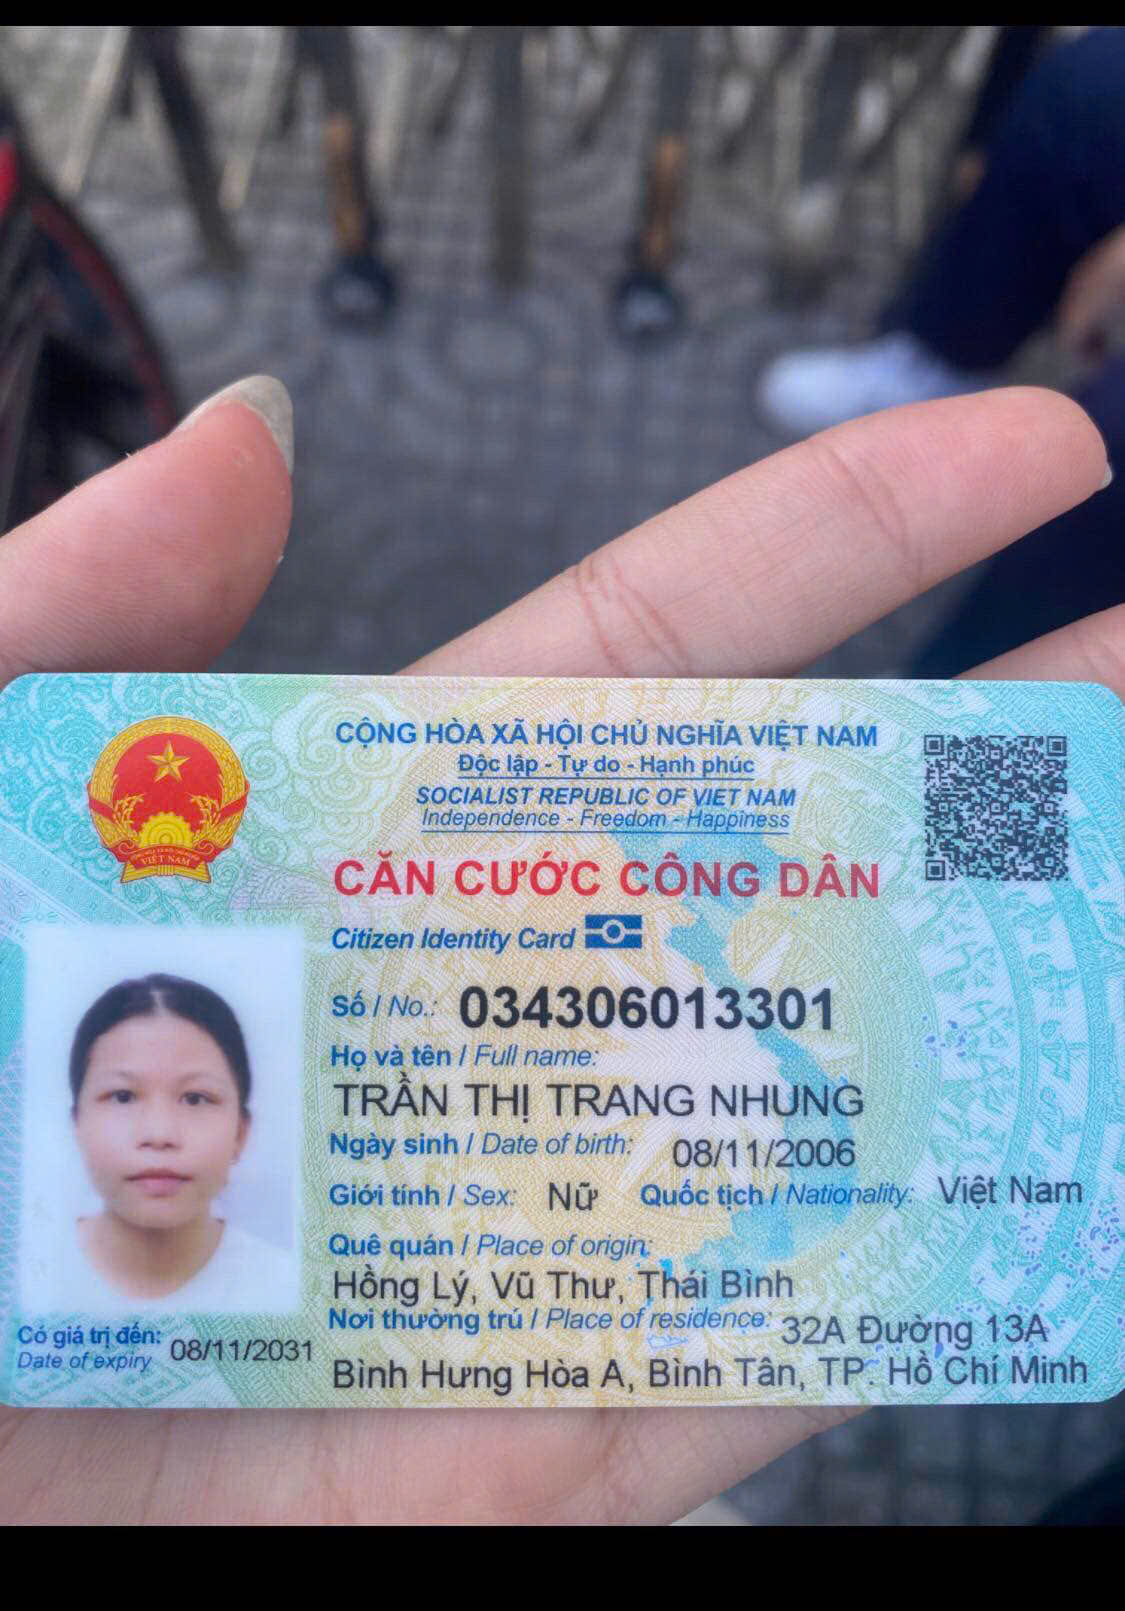 CỘNG HÒA XÃ HỘI CHỦ NGHĨA VIỆT NAM
Độc lập - Tự do - Hạnh phúc
SOCIALIST REPUBLIC OF VIET NAM
Independence - Freedom - Happiness
CĂN CƯỚC CÔNG DÂN
Citizen Identity Card
VIỆT NAM
Số / No.: 034306013301
Họ và tên / Full name:
TRẦN THỊ TRANG NHUNG
Ngày sinh / Date of birth: 08/11/2006
Giới tính / Sex: Nữ Quốc tịch / Nationality: Việt Nam
Quê quán / Place of origin:
Hồng Lý, Vũ Thư, Thái Bình
Nơi thường trú / Place of residence: 32A Đường 13A
Bình Hưng Hòa A, Bình Tân, TP. Hồ Chí Minh
Có giá trị đến: 08/11/2031
Date of expiry